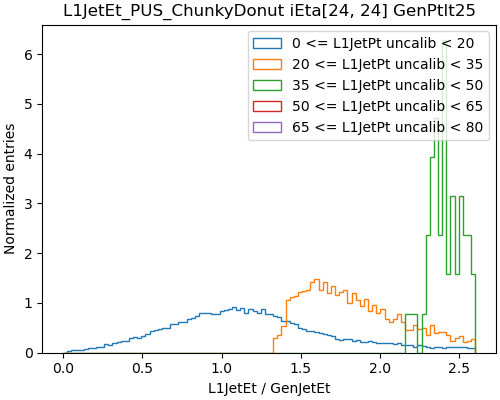 L1JetEt_PUS_ChunkyDonut iEta[24, 24] GenPtlt25
0 <= L1JetPt uncalib < 20
20 <= L1JetPt uncalib < 35
35 <= L1JetPt uncalib < 50
50 <= L1JetPt uncalib < 65
65 <= L1JetPt uncalib < 80
Normalized entries
6
5
4
3
2
1
0
0.0 0.5 1.0 1.5 2.0 2.5
L1JetEt / GenJetEt